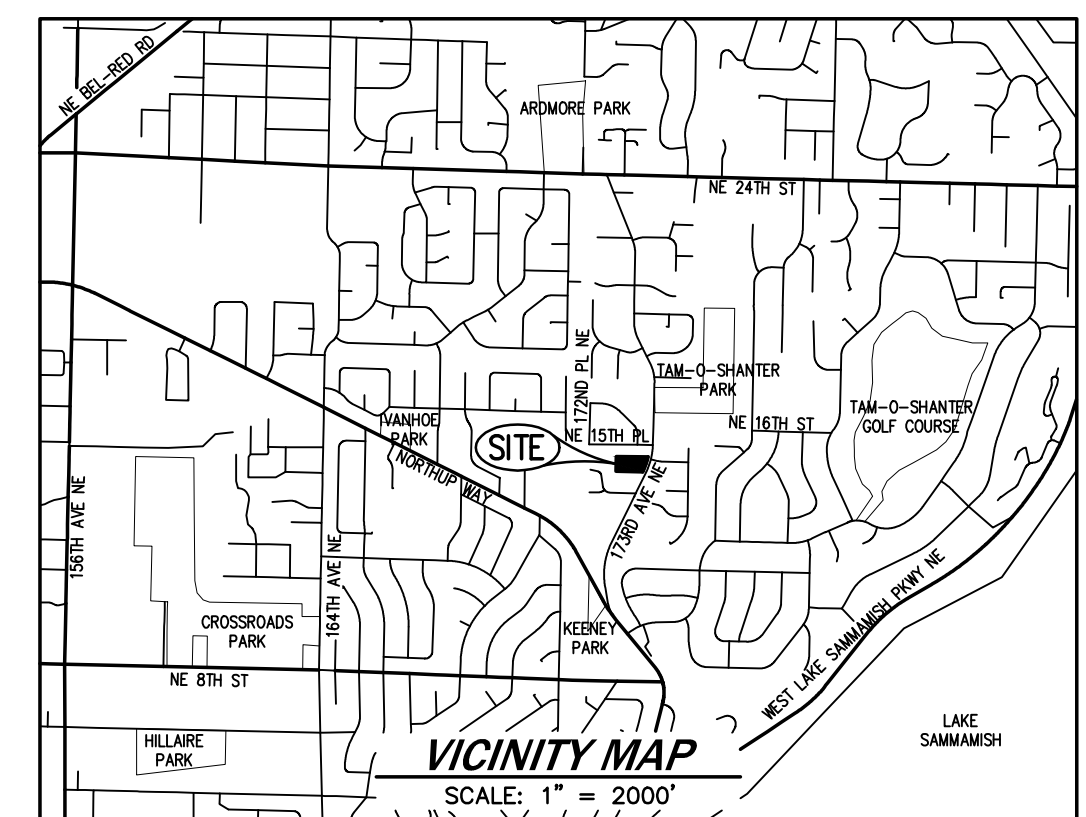 NE BEL-RED RD
ARDMORE PARK
NE 24TH ST
172ND PL NE
TAM-O-SHANTER
PARK
TAM-O-SHANTER
GOLF COURSE
IVANHOE
PARK
NE 16TH ST
NE 15TH PL
SITE
NORTHUP WAY
173RD AVE NE
156TH AVE NE
164TH AVE NE
CROSSROADS
PARK
KEENEY
PARK
WEST LAKE SAMMAMISH PKWY NE
NE 8TH ST
LAKE
SAMMAMISH
HILLAIRE
PARK
VICINITY MAP
SCALE: 1" = 2000'